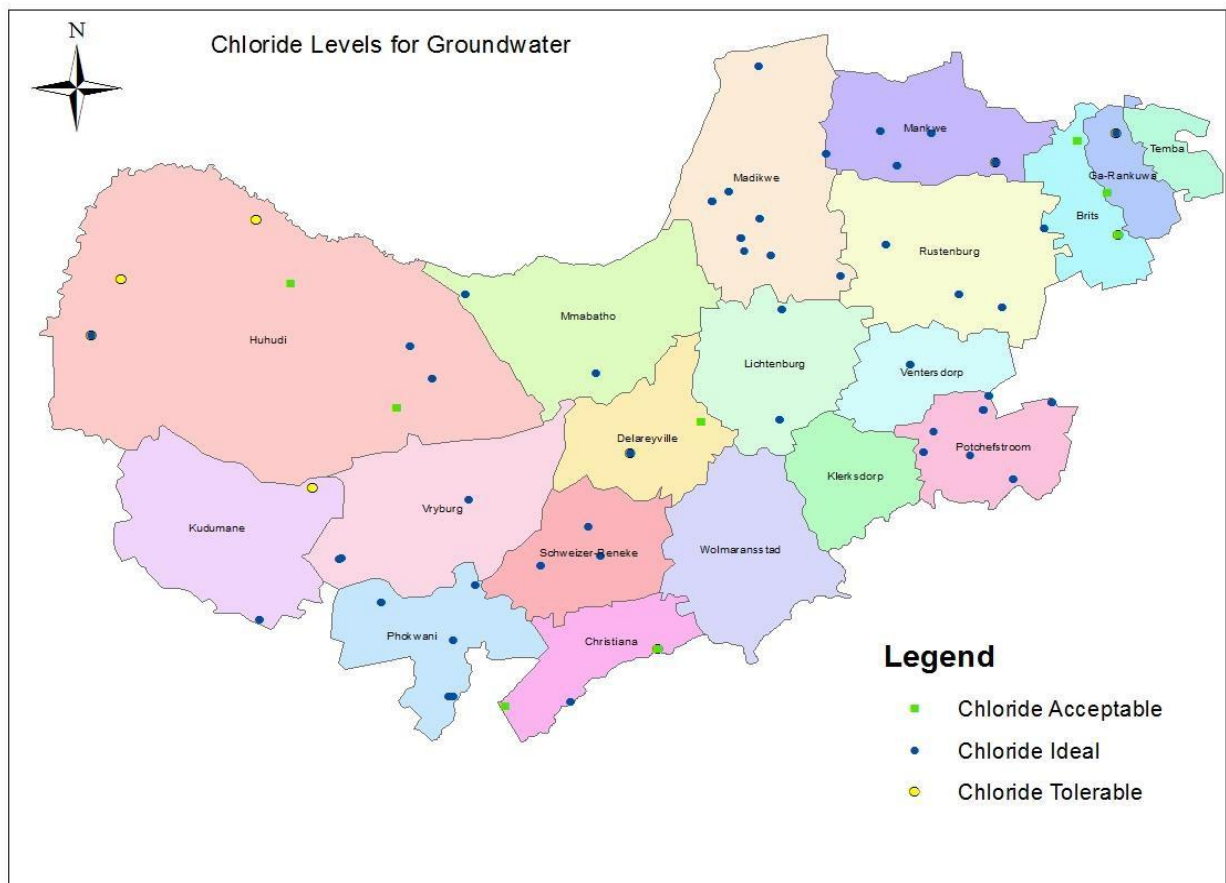 N
Chloride Levels for Groundwater
Mankwe
Temba
Madikwe
Ga-Rankuwa
Brits
Rustenburg
Mmabatho
Huhudi
Lichtenburg
Ventersdorp
Delareyville
Potchefstroom
Klerksdorp
Vryburg
Kudumane
Schweizer-Reneke
Wolmaransstad
Phokwani
Christiana
Legend
Chloride Acceptable
Chloride Ideal
Chloride Tolerable